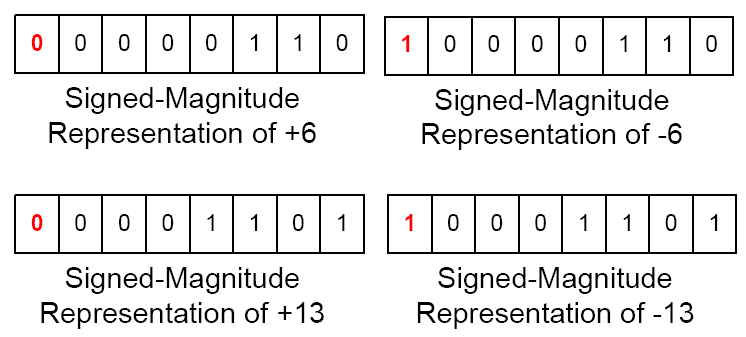 0 0 0 0 0 1 1 0
Signed-Magnitude
Representation of +6
1 0 0 0 0 1 1 0
Signed-Magnitude
Representation of -6
0 0 0 0 1 1 0 1
Signed-Magnitude
Representation of +13
1 0 0 0 1 1 0 1
Signed-Magnitude
Representation of -13